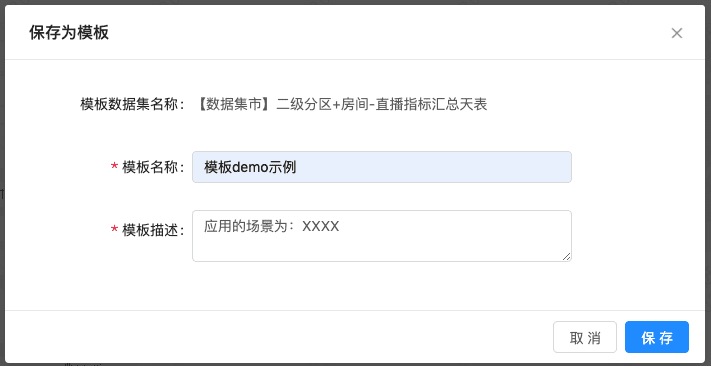 保存为模板
模板数据集名称： 【数据集市】二级分区+房间-直播指标汇总天表
* 模板名称： 模板demo示例
* 模板描述： 应用的场景为：XXXX
取 消 保 存